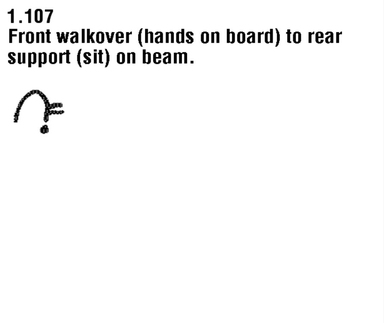 1.107
Front walkover (hands on board) to rear
support (sit) on beam.